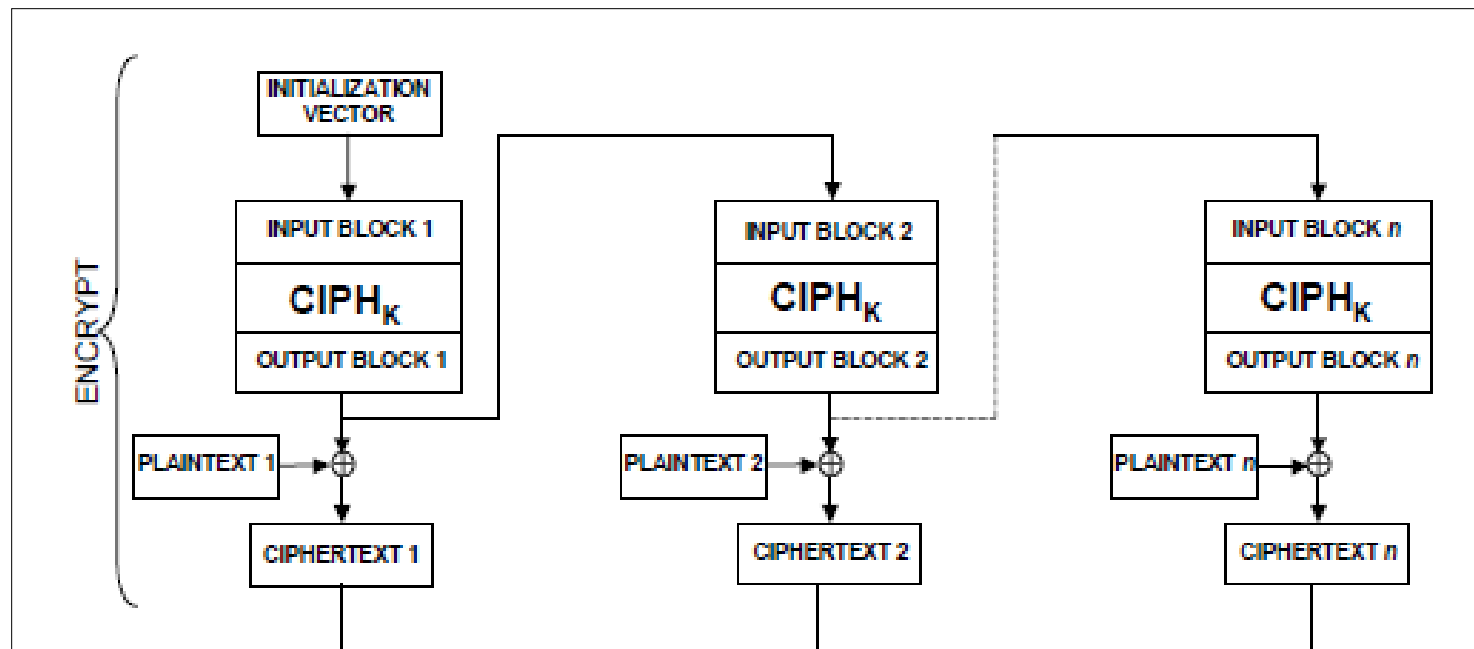 ENCRYPT
INITIALIZATION
VECTOR
INPUT BLOCK 1
CIPHK
OUTPUT BLOCK 1
PLAINTEXT 1
CIPHERTEXT 1
INPUT BLOCK 2
CIPHK
OUTPUT BLOCK 2
PLAINTEXT 2
CIPHERTEXT 2
INPUT BLOCK n
CIPHK
OUTPUT BLOCK n
PLAINTEXT n
CIPHERTEXT n